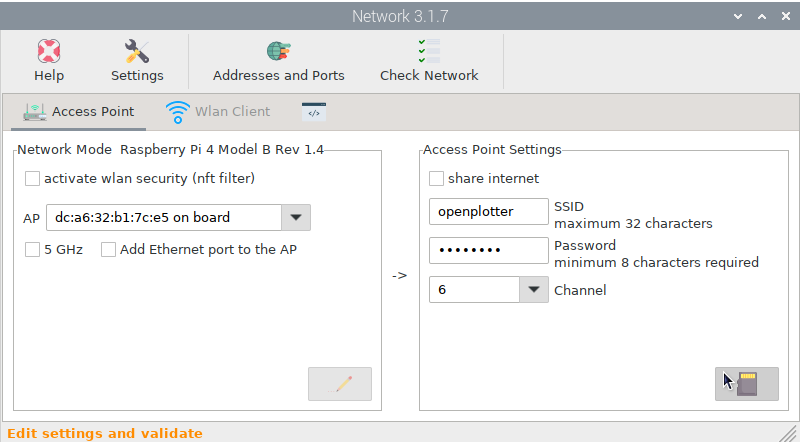 Network 3.1.7
Help
Settings
Addresses and Ports
Check Network
Access Point
Wlan Client
</>
Network Mode  Raspberry Pi 4 Model B Rev 1.4
activate wlan security (nft filter)
AP
dc:a6:32:b1:7c:e5 on board
5 GHz
Add Ethernet port to the AP
->
Access Point Settings
share internet
openplotter
SSID
maximum 32 characters
••••••••
Password
minimum 8 characters required
6
Channel
Edit settings and validate